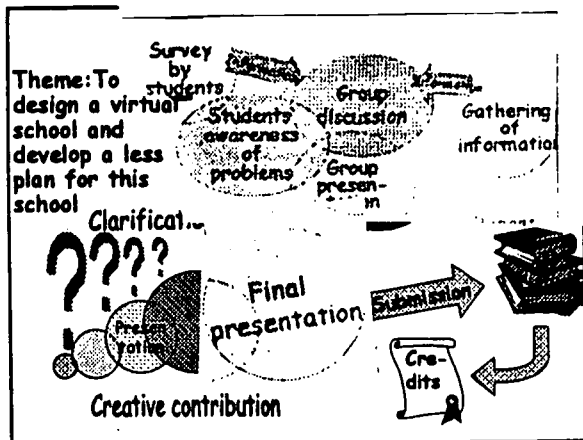 Survey
by
students
Theme: To
design a virtual
school and
develop a less
plan for this
school
Students'
awareness
of
problems
Group
discussion
Group
presen-
Gathering
of
informatio
Clarificati
Presen
tation
Final
presentation
Submission
Cre-
dits
Creative contribution